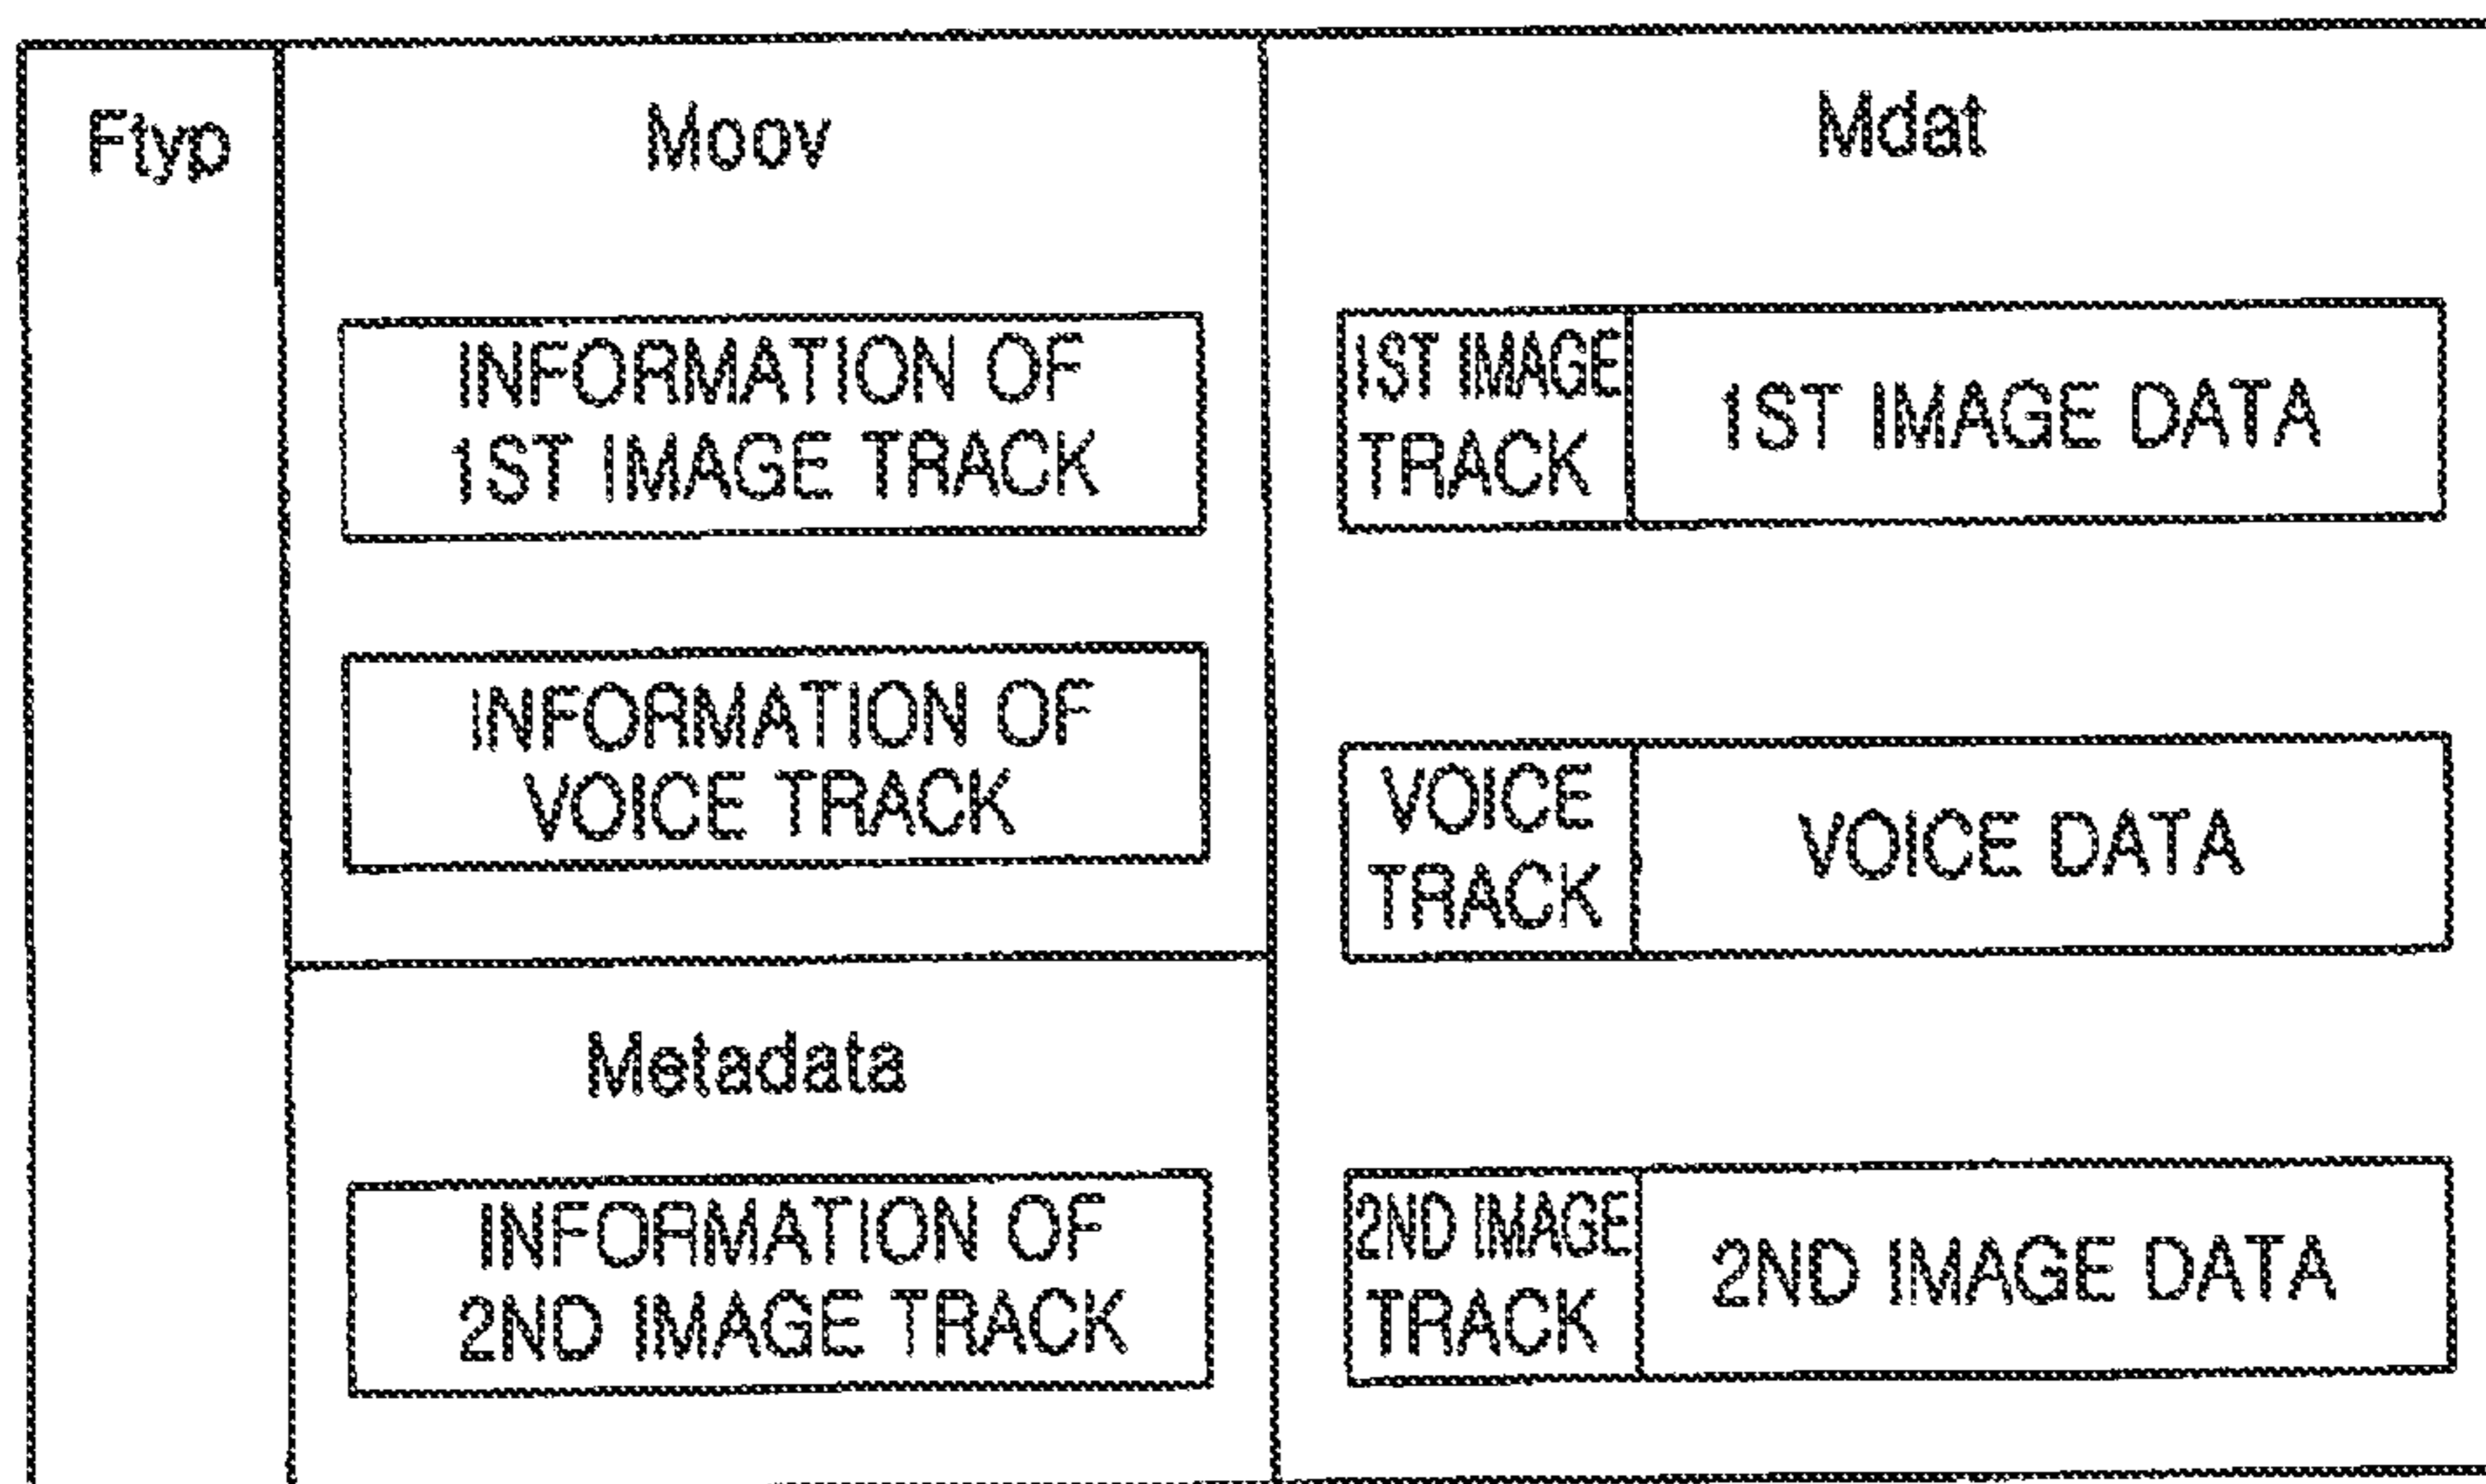 Ftyp
Moov
INFORMATION OF
1ST IMAGE TRACK
INFORMATION OF
VOICE TRACK
Metadata
INFORMATION OF
2ND IMAGE TRACK
Mdat
1ST IMAGE
TRACK
1ST IMAGE DATA
VOICE
TRACK
VOICE DATA
2ND IMAGE
TRACK
2ND IMAGE DATA